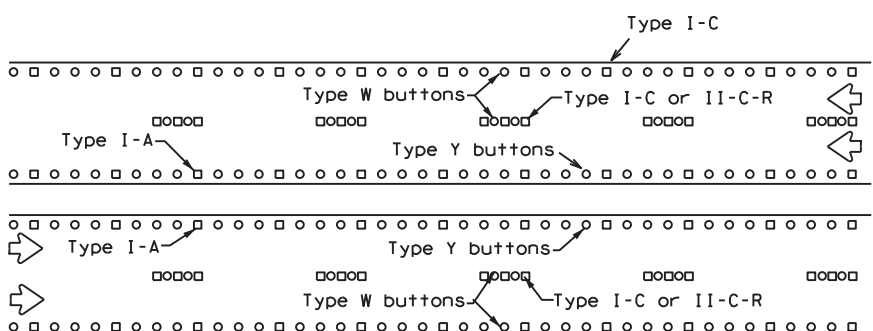 Type I-C
Type W buttons
Type I-C or II-C-R
Type I-A
Type Y buttons
Type I-A
Type Y buttons
Type W buttons
Type I-C or II-C-R